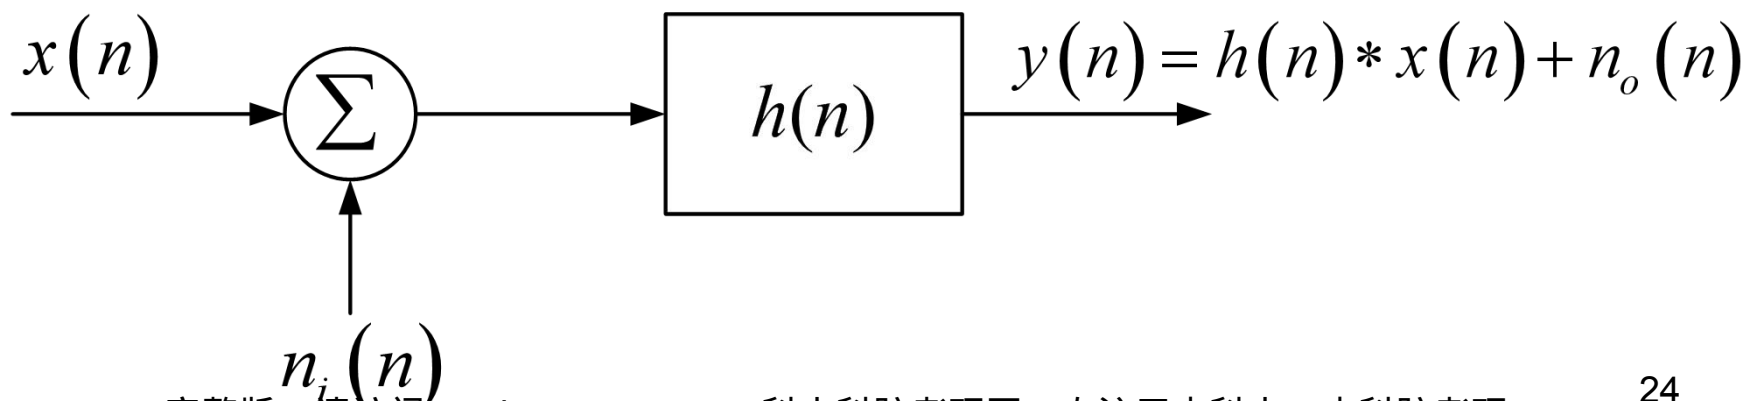 x(n)
∑
h(n)
y(n) = h(n) * x(n) + n_o(n)
n_i(n)
24